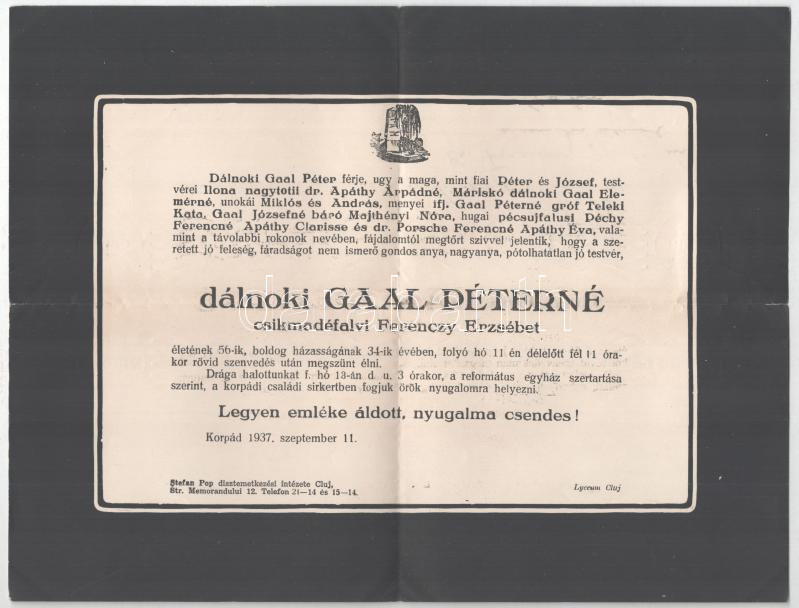 Dálnoki Gaal Péter férje, ugy a maga, mint fiai Péter és József, test-
vérei Ilona nagytotii dr. Apáthy Árpádné, Máriskó dálnoki Gaal Ele-
mérné, unokái Miklós és András, menyei ifj. Gaal Péterné gróf Teleki
Kata, Gaal Józsefné báró Majthényi Nóra, hugai pécsujfalusi Déchy
Ferencné Apáthy Clarisse és dr. Porsche Ferencné Apáthy Éva, vala-
mint a távolabbi rokonok nevében, fájdalomtól megtört szivvel jelentik, hogy a sze-
retett jó feleség, fáradságot nem ismerő gondos anya, nagyanya, pótolhatatlan jó testvér,
dálnoki GAAL PÉTERNÉ
csikmadéfalvi Ferenczy Erzsébet
életének 56-ik, boldog házasságának 34-ik évében, folyó hó 11 én délelőtt fél 11 óra-
kor rövid szenvedés után megszünt élni.
Drága halottunkat f. hó 13-án d. u. 3 órakor, a református egyház szertartása
szerint, a korpádi családi sirkertben fogjuk örök nyugalomra helyezni.
Legyen emléke áldott, nyugalma csendes!
Korpád 1937. szeptember 11.
Stefan Pop disztemetkezési intézete Cluj,
Str. Memorandului 12. Telefon 21—14 és 15—14.
Lyceum Cluj
darabanth